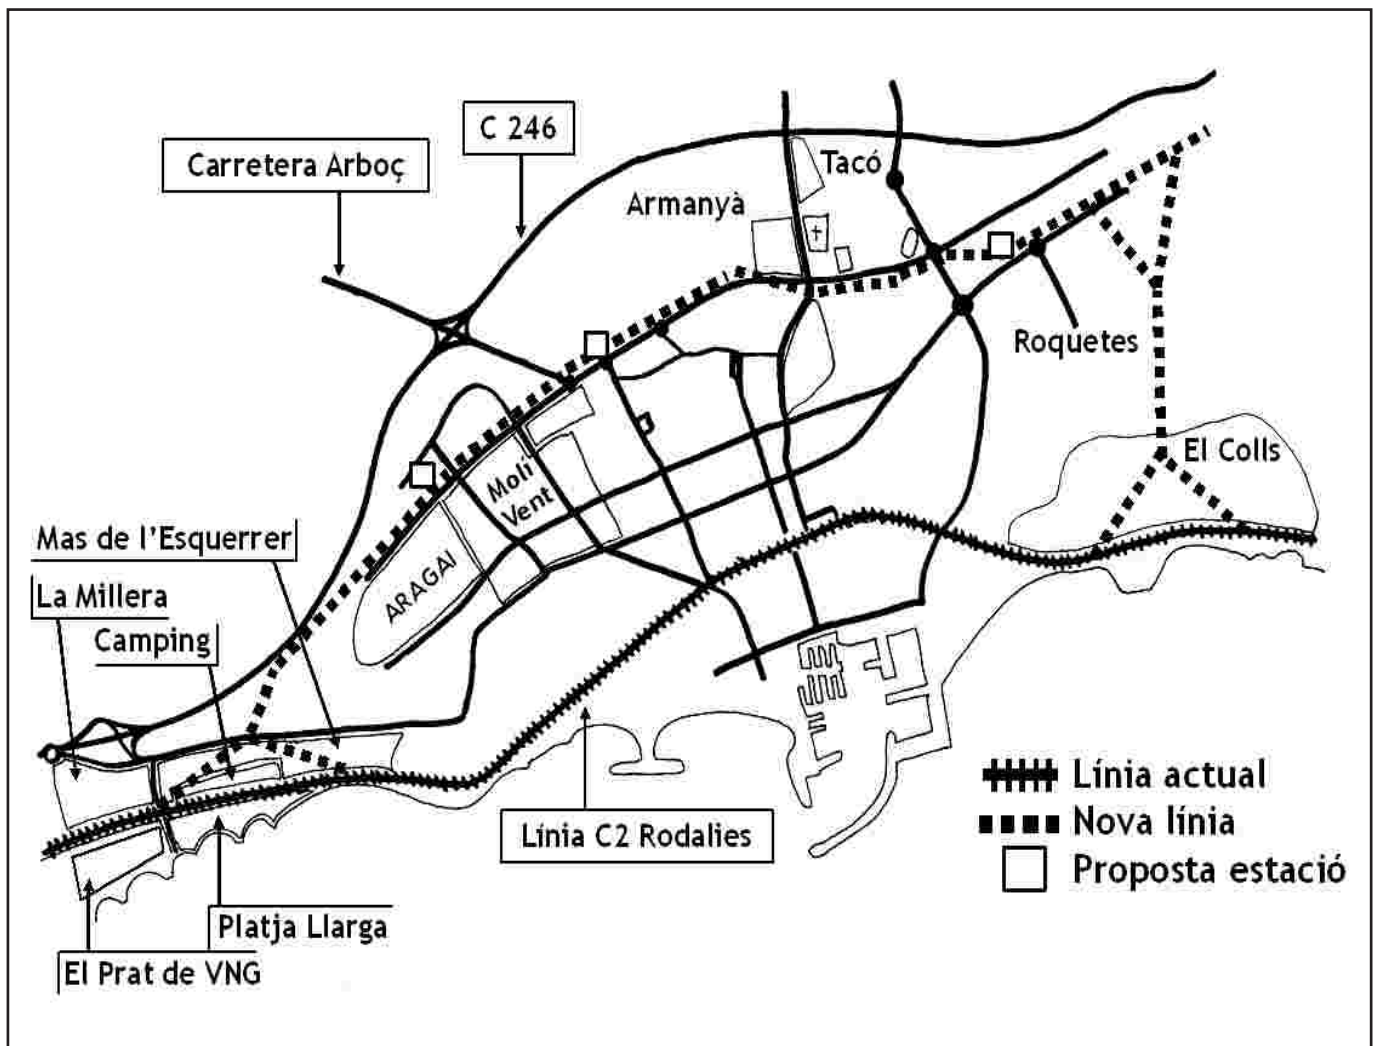 C 246
Carretera Arboç
Tacó
Armanyà
Roquetes
El Colls
Molí
Vent
ARAGAI
Mas de l'Esquerrer
La Millera
Camping
Línia actual
Nova línia
Línia C2 Rodalies
Proposta estació
Platja Llarga
El Prat de VNG